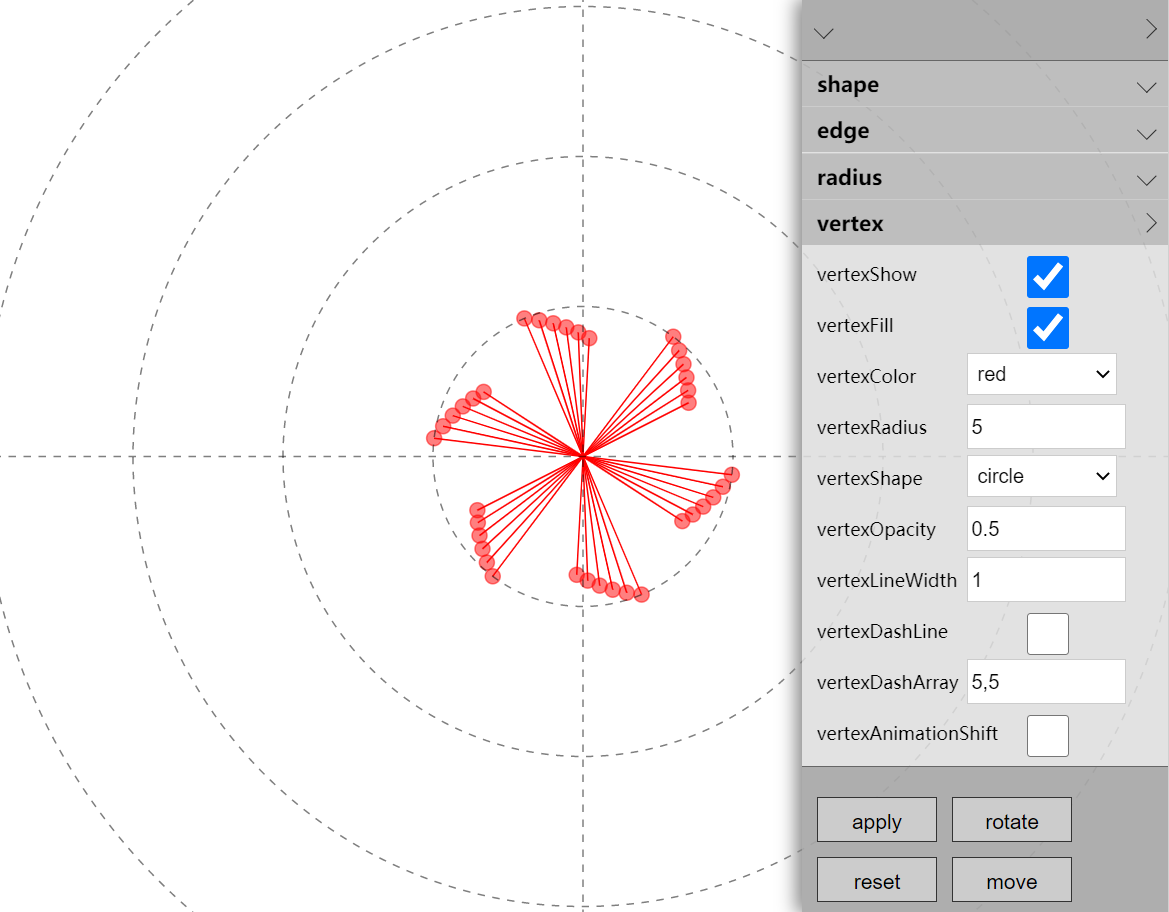 shape
edge
radius
vertex
vertexShow
vertexFill
vertexColor red
vertexRadius 5
vertexShape circle
vertexOpacity 0.5
vertexLineWidth 1
vertexDashLine
vertexDashArray 5,5
vertexAnimationShift
apply rotate
reset move